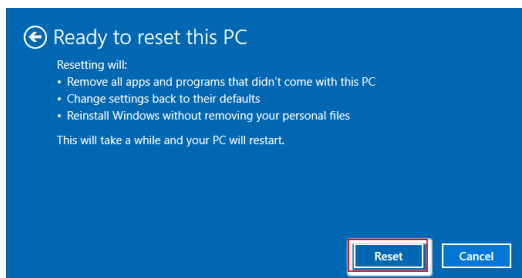 Ready to reset this PC
Resetting will:
• Remove all apps and programs that didn't come with this PC
• Change settings back to their defaults
• Reinstall Windows without removing your personal files
This will take a while and your PC will restart.
Reset Cancel